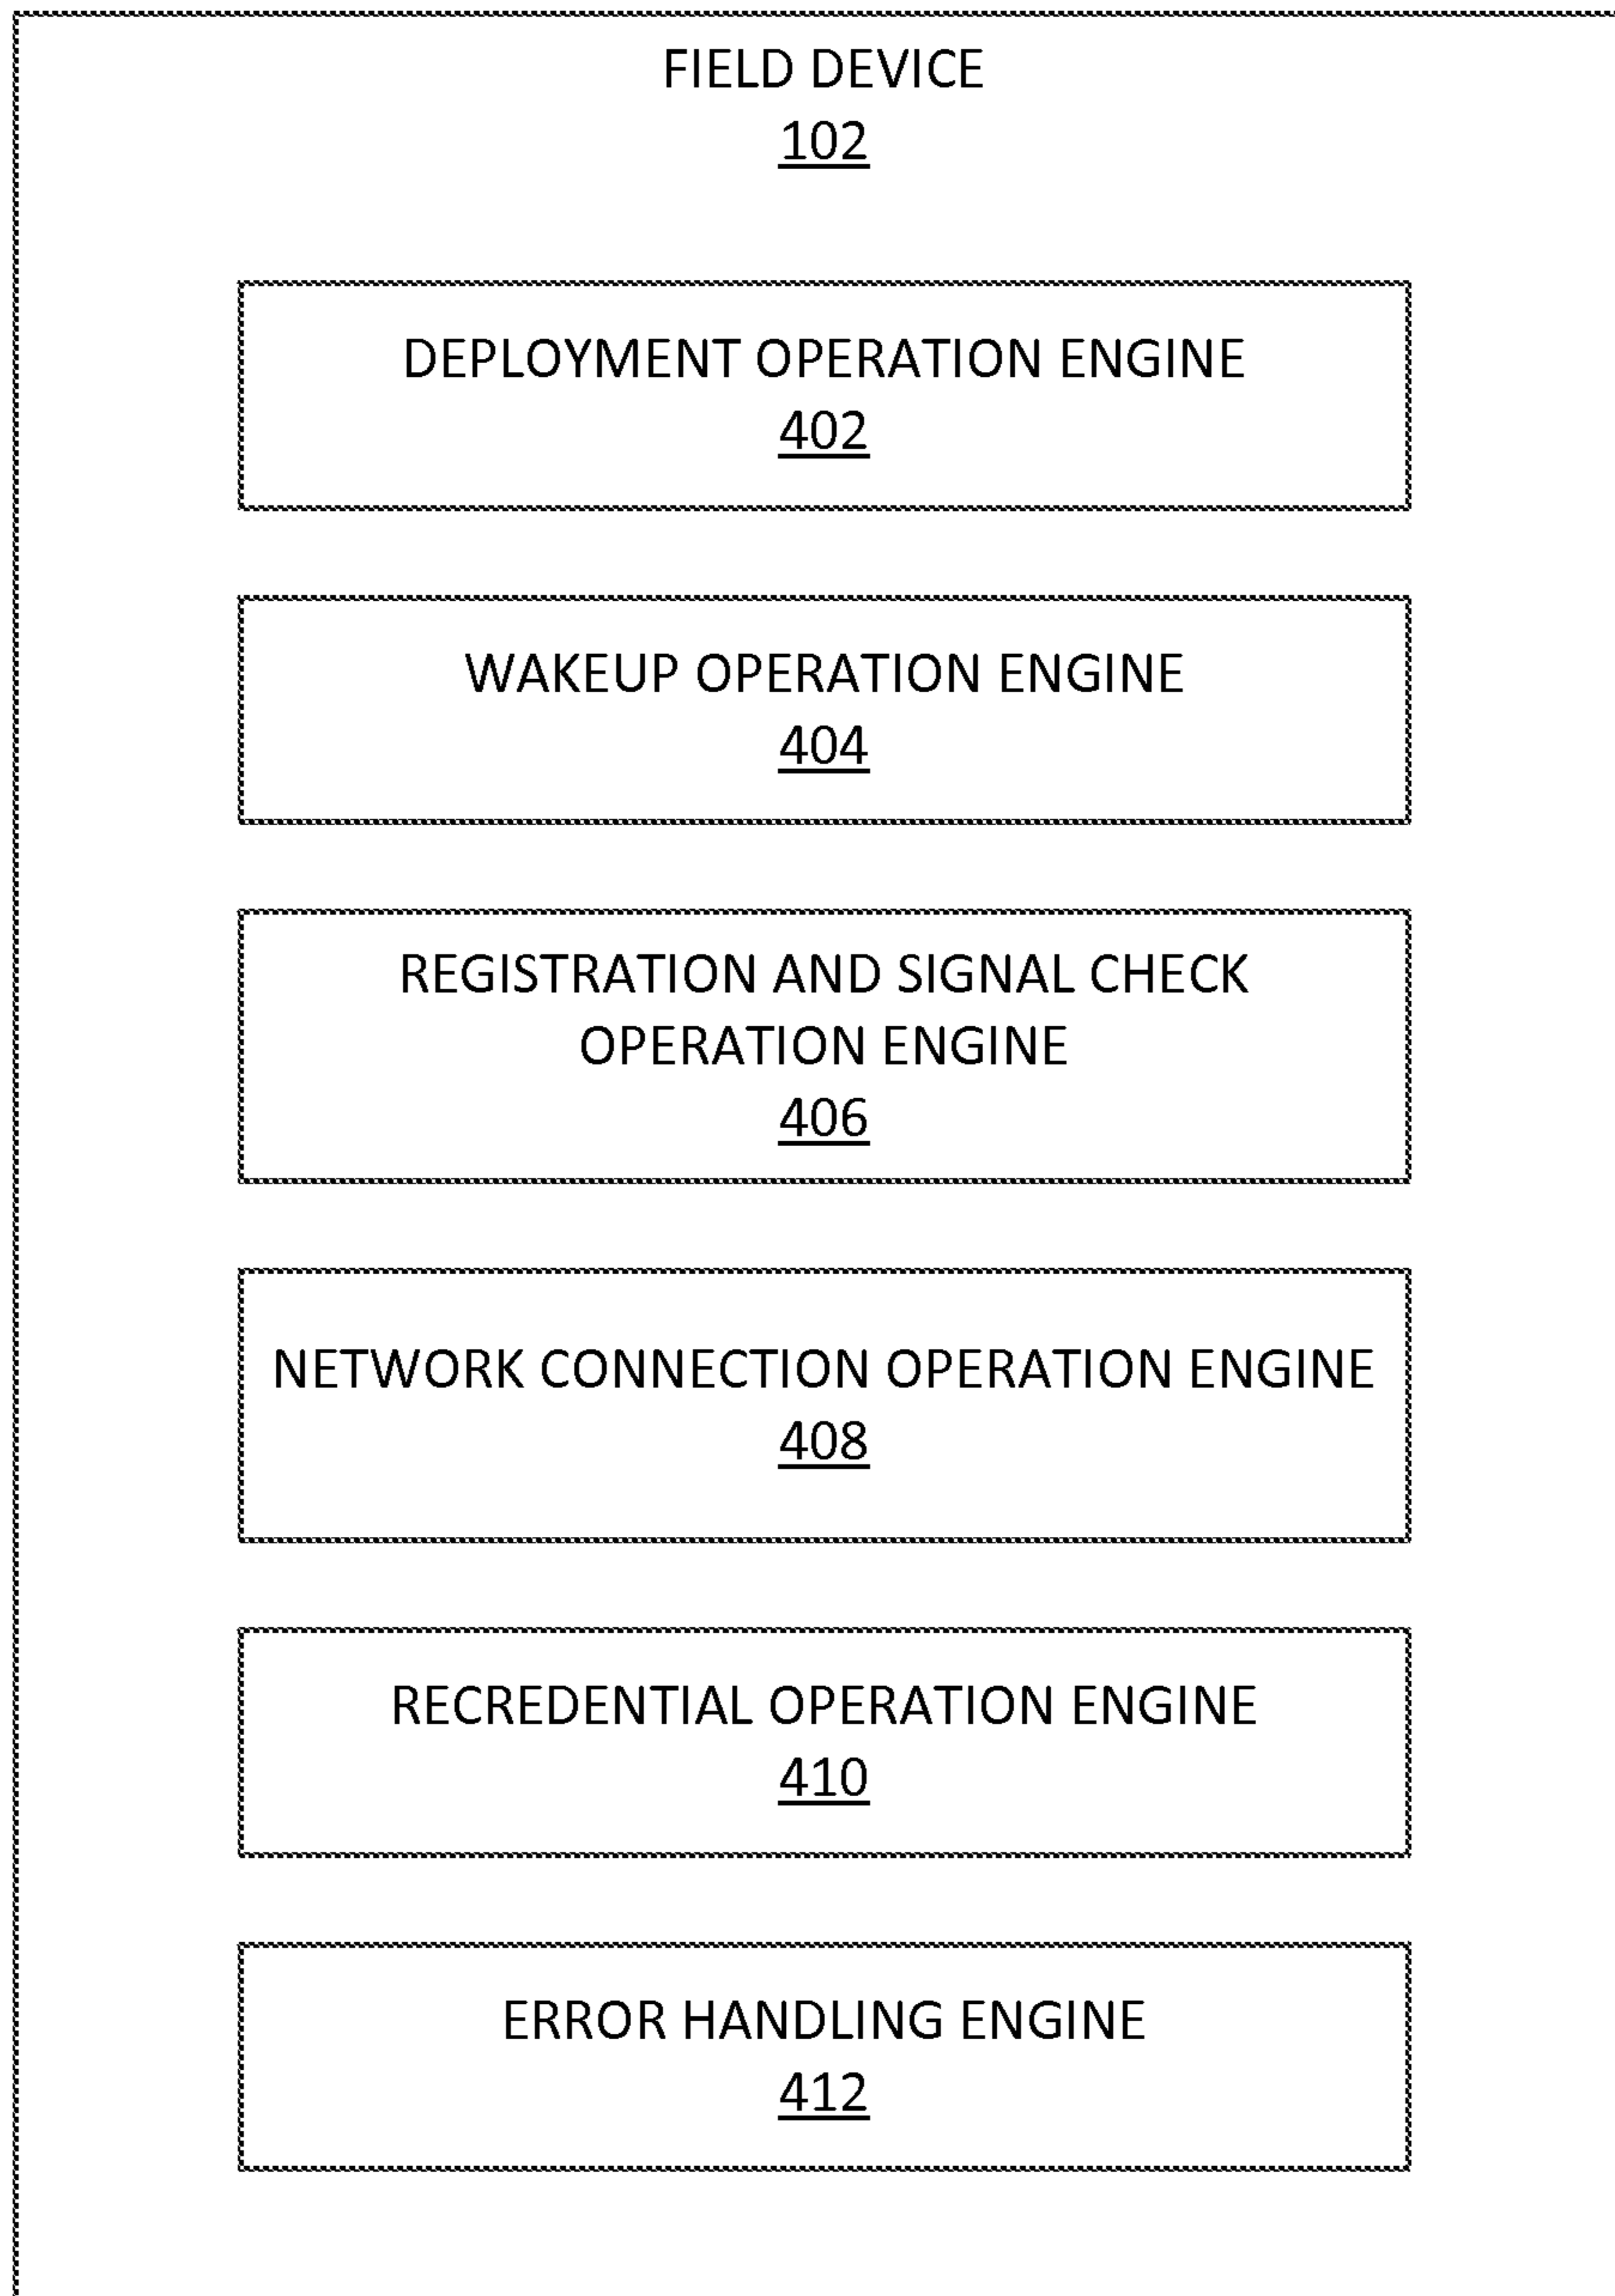 FIELD DEVICE
102
DEPLOYMENT OPERATION ENGINE
402
WAKEUP OPERATION ENGINE
404
REGISTRATION AND SIGNAL CHECK
OPERATION ENGINE
406
NETWORK CONNECTION OPERATION ENGINE
408
RECREDENTIAL OPERATION ENGINE
410
ERROR HANDLING ENGINE
412